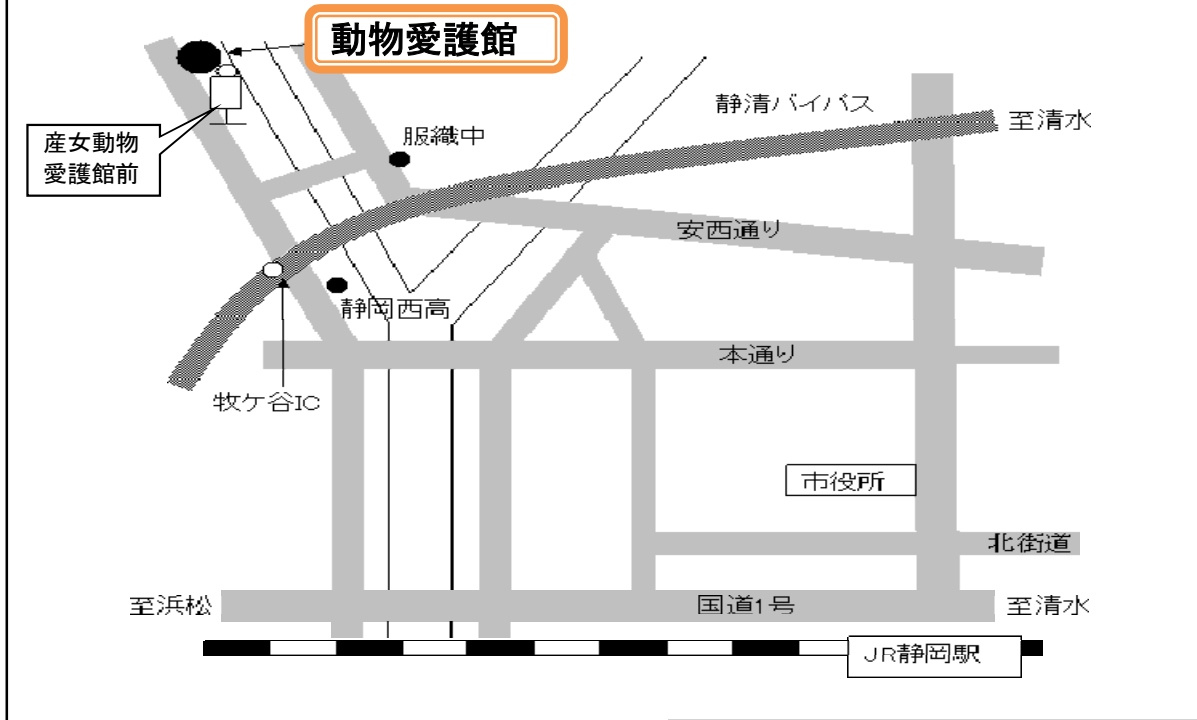 動物愛護館
産女動物
愛護館前
服織中
静清バイパス
至清水
安西通り
静岡西高
本通り
牧ケ谷IC
市役所
北街道
至浜松
国道1号
至清水
JR静岡駅